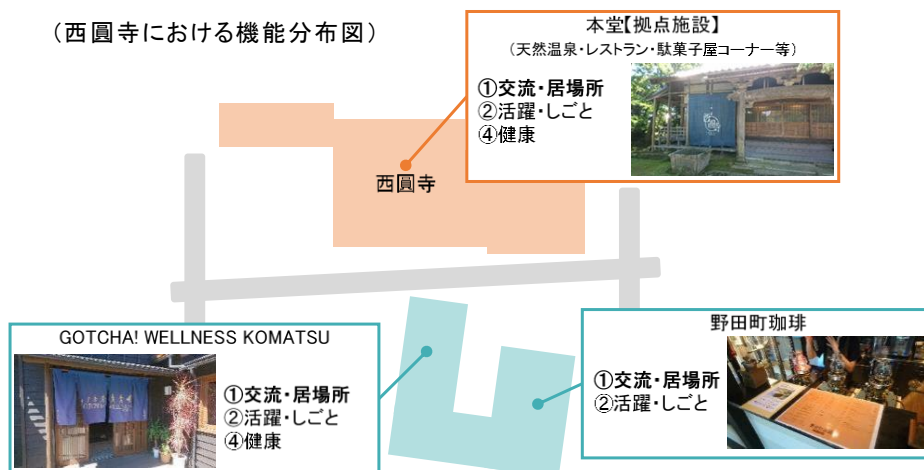 （西圓寺における機能分布図）
本堂【拠点施設】
（天然温泉・レストラン・駄菓子屋コーナー等）
①交流・居場所
②活躍・しごと
④健康
西圓寺
GOTCHA! WELLNESS KOMATSU
①交流・居場所
②活躍・しごと
④健康
野田町珈琲
①交流・居場所
②活躍・しごと